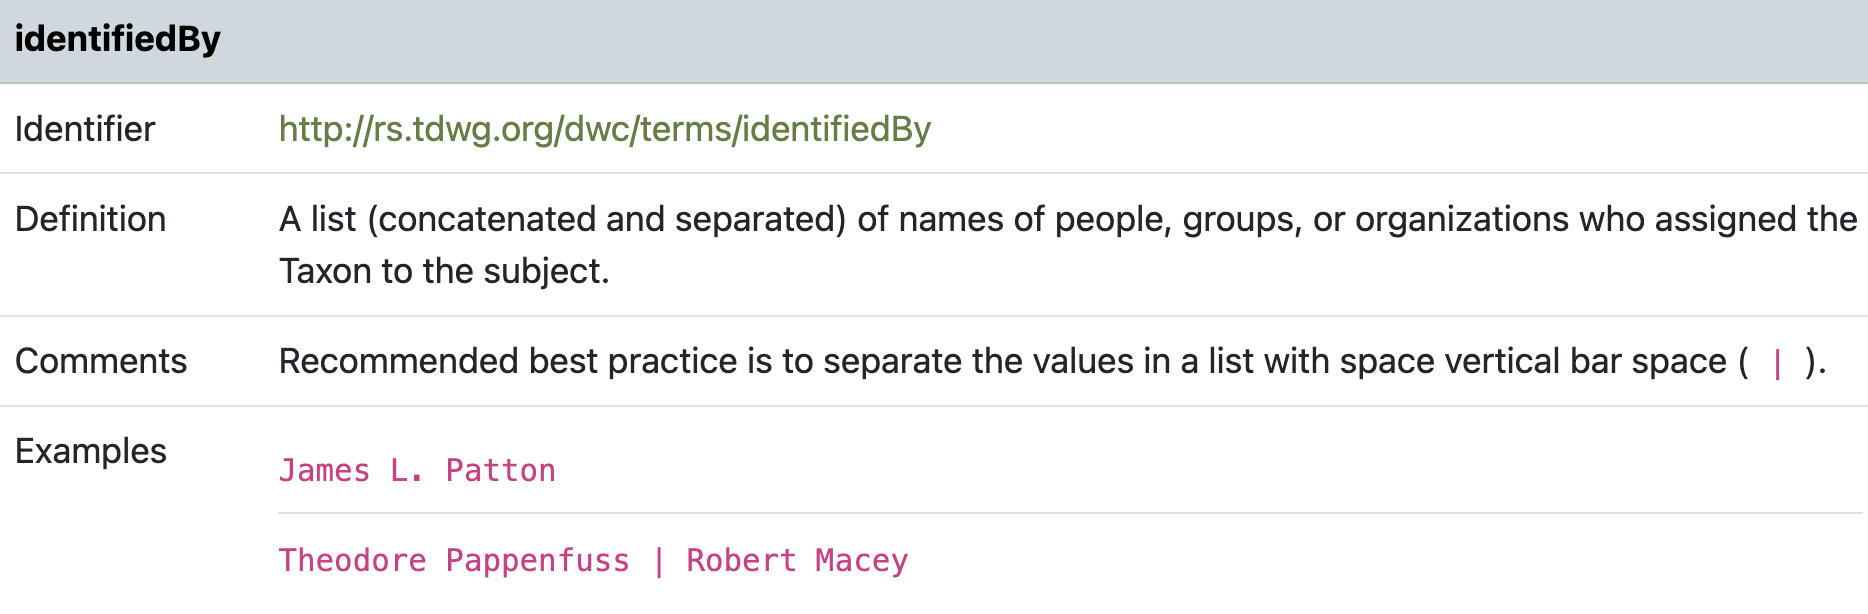 identifiedBy
Identifier http://rs.tdwg.org/dwc/terms/identifiedBy
Definition A list (concatenated and separated) of names of people, groups, or organizations who assigned the
Taxon to the subject.
Comments Recommended best practice is to separate the values in a list with space vertical bar space ( | ).
Examples
James L. Patton
Theodore Pappenfuss | Robert Macey